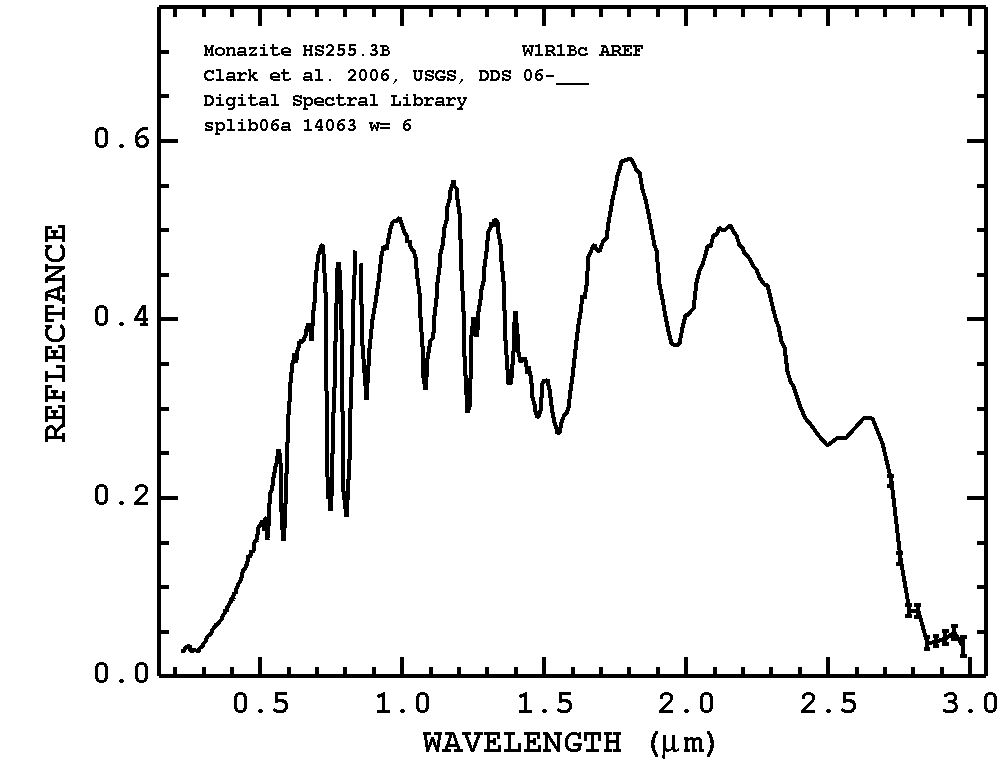 Monazite HS255.3B W1R1Bc AREF
Clark et al. 2006, USGS, DDS 06-___
Digital Spectral Library
splib06a 14063 w= 6
0.6
0.4
0.2
0.0
REFLECTANCE
0.5 1.0 1.5 2.0 2.5 3.0
WAVELENGTH (μm)